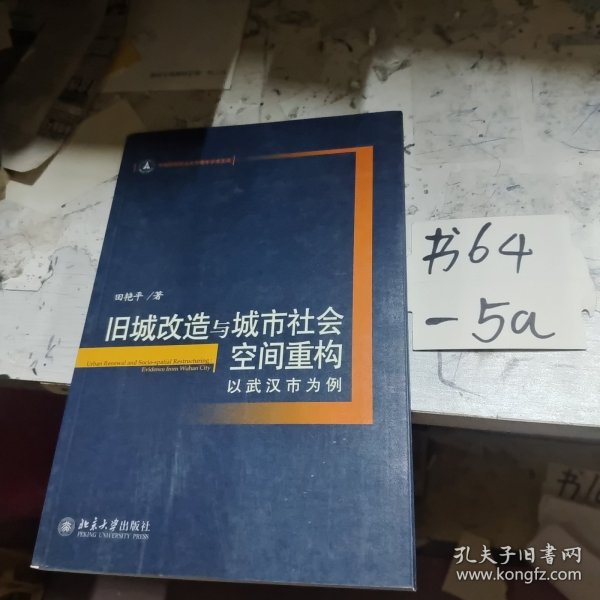 田艳平 / 著
旧城改造与城市社会
空间重构
Urban Renewal and Socio-spatial Restructuring
Evidence from Wuhan City
以武汉市为例
北京大学出版社
PEKING UNIVERSITY PRESS
书64
-5a
孔夫子旧书网
www.kongfz.com